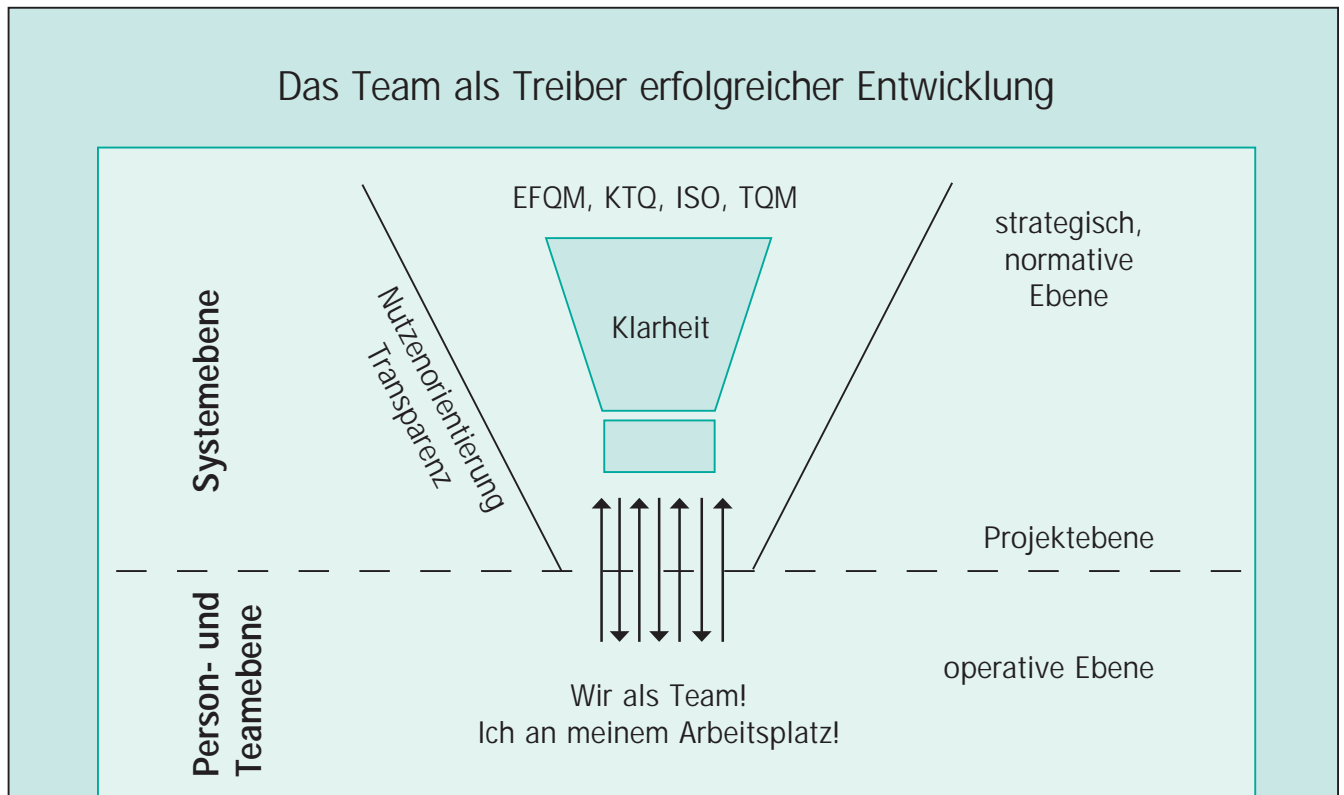 Das Team als Treiber erfolgreicher Entwicklung
EFQM, KTQ, ISO, TQM
strategisch,
normative
Ebene
Klarheit
Nutzenorientierung
Transparenz
Systemebene
Projektebene
Person- und
Teamebene
operative Ebene
Wir als Team!
Ich an meinem Arbeitsplatz!